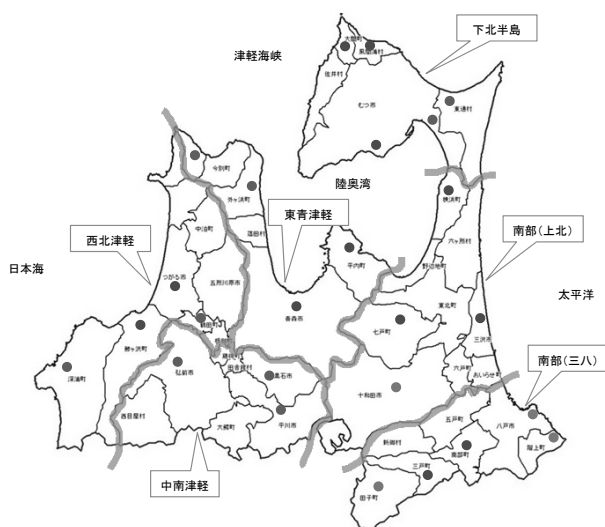 下北半島
津軽海峡
大間町
風間浦村
佐井村
東通村
むつ市
今別町
陸奥湾
横浜町
外ヶ浜町
東青津軽
南部(上北)
中泊町
蓬田村
西北津軽
六ヶ所村
平内町
野辺地町
日本海
つがる市
五所川原市
太平洋
東北町
青森市
鶴田町
七戸町
三沢市
鰺ヶ沢町
板柳町
藤崎町
田舎館村
六戸町
南部(三八)
深浦町
弘前市
黒石市
おいらせ町
十和田市
西目屋村
平川市
五戸町
八戸市
大鰐町
新郷村
階上町
南部町
中南津軽
三戸町
田子町